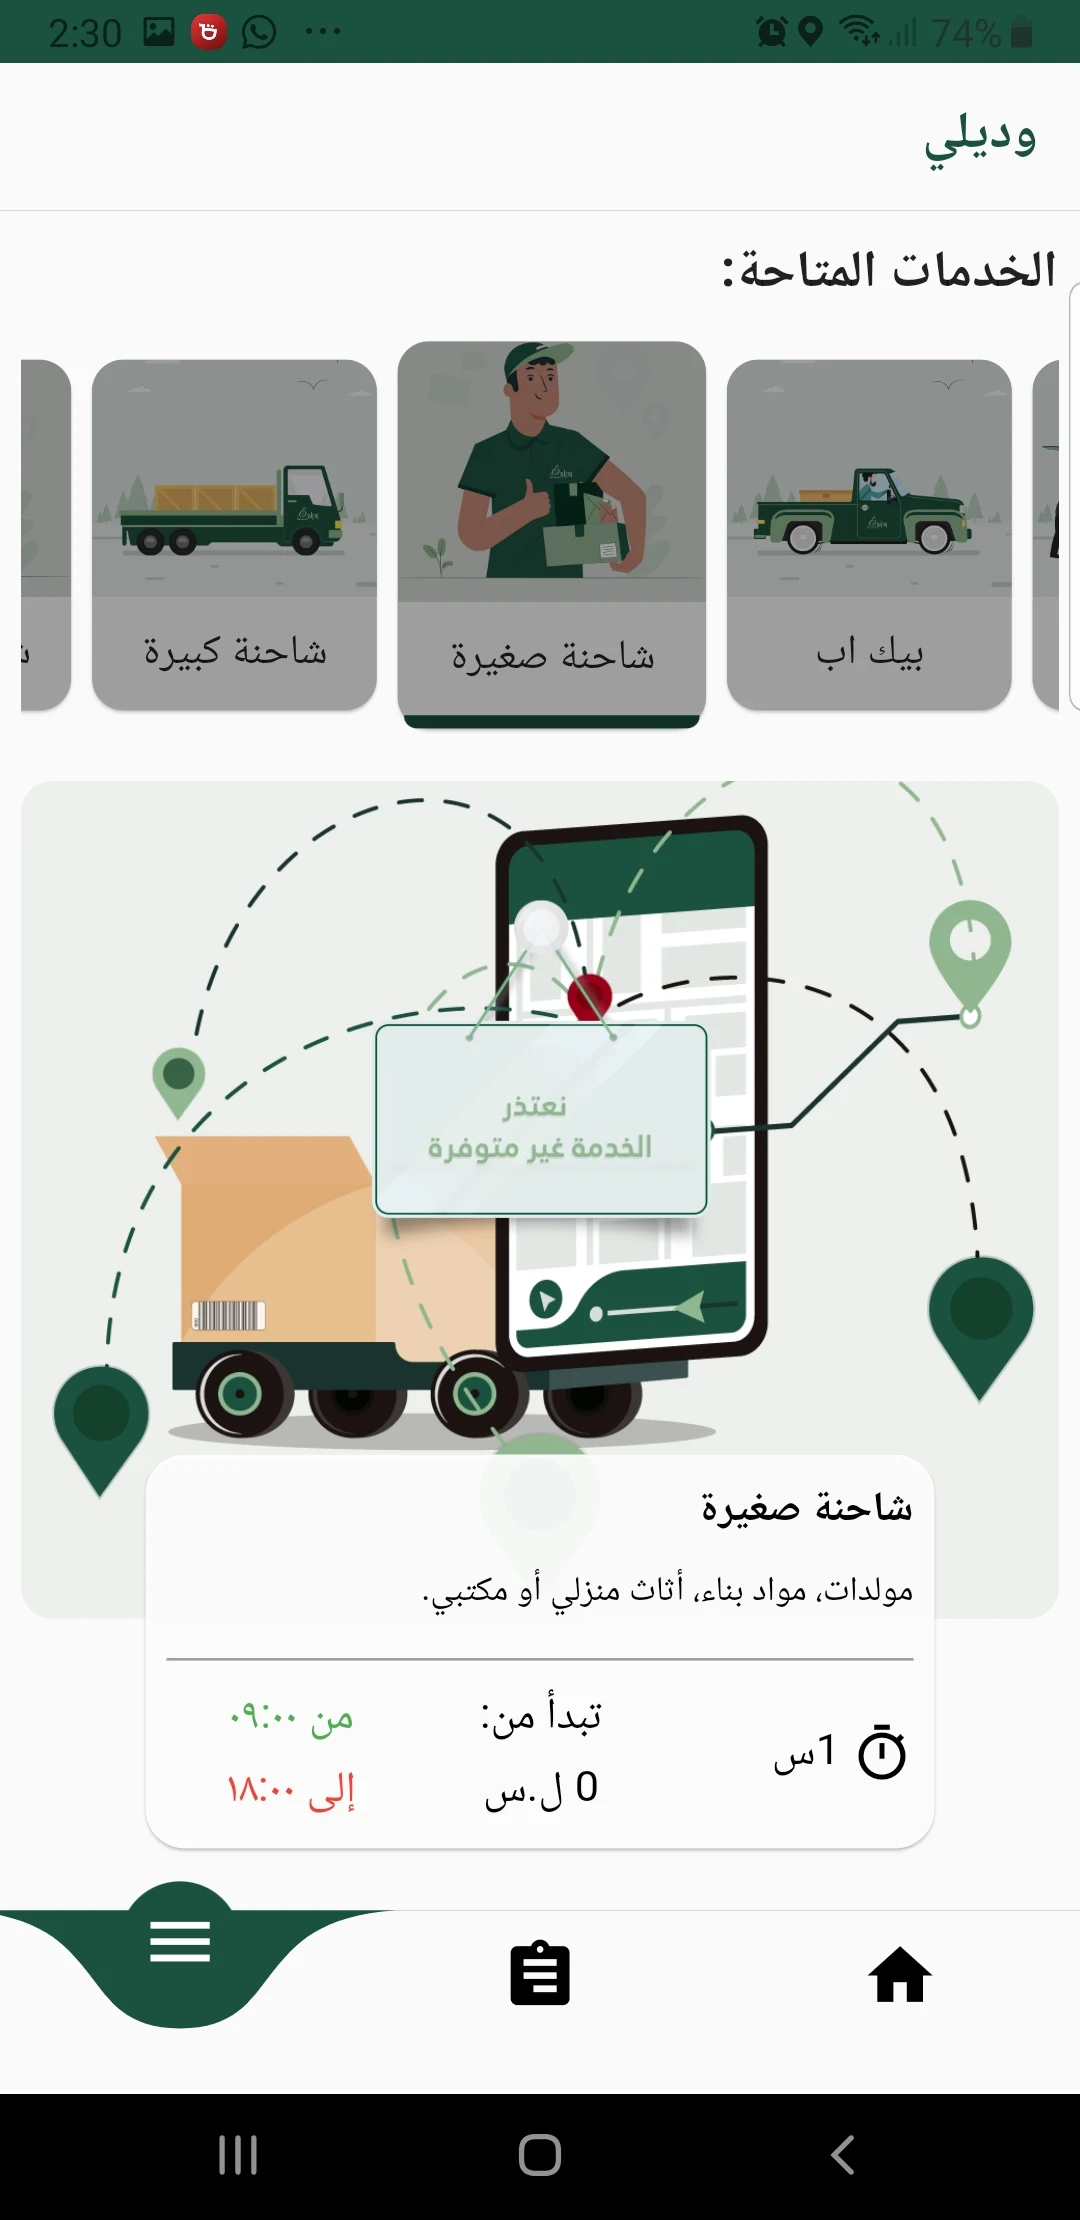 2:30
74%
وديلي
الخدمات المتاحة:
بيك اب
شاحنة صغيرة
شاحنة كبيرة
نعتذر
الخدمة غير متوفرة
شاحنة صغيرة
مولدات، مواد بناء، أثاث منزلي أو مكتبي.
1س
تبدأ من:
0 ل.س
من ٠٩:٠٠
إلى ١٨:٠٠